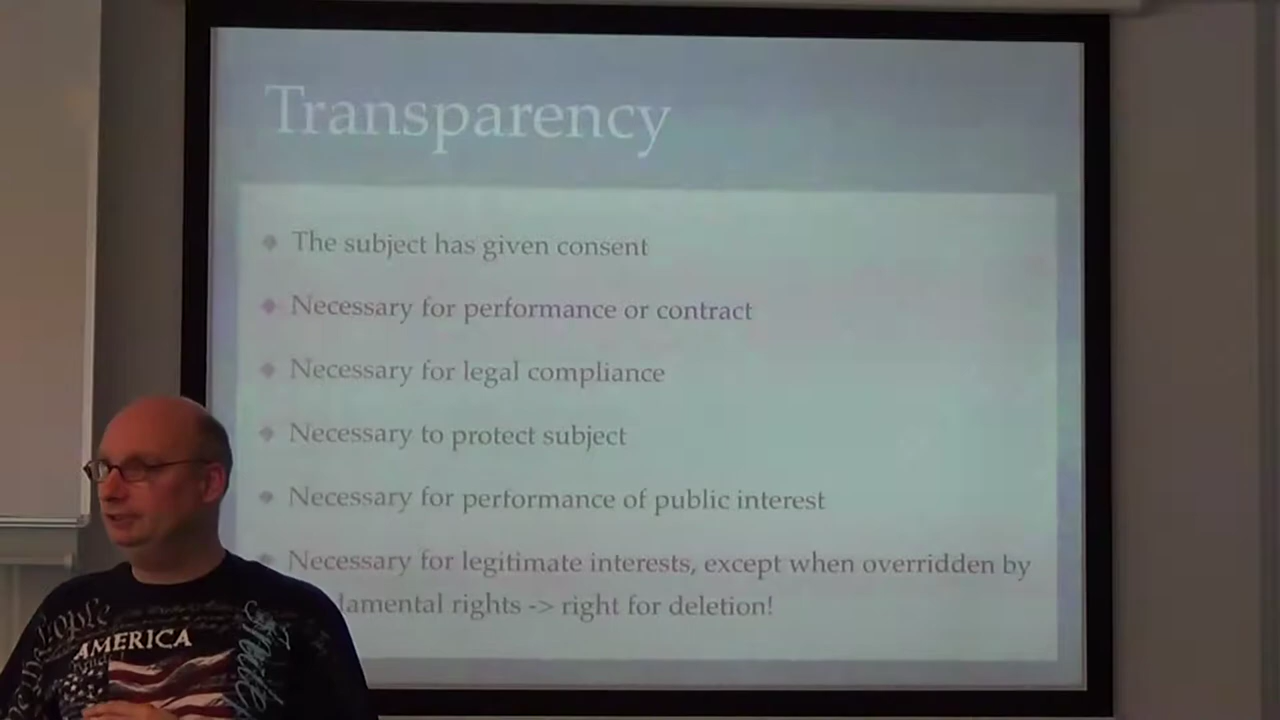 Transparency
The subject has given consent
Necessary for performance or contract
Necessary for legal compliance
Necessary to protect subject
Necessary for performance of public interest
Necessary for legitimate interests, except when overridden by
lamental rights -> right for deletion!
People
AMERICA